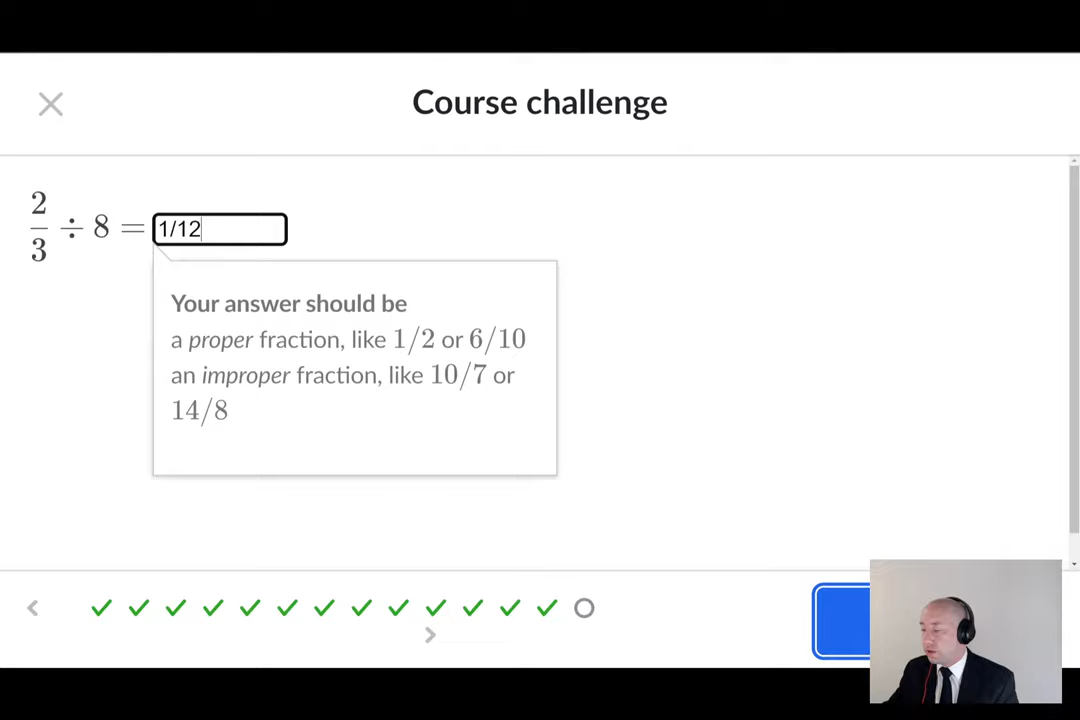 Course challenge
2/3 ÷ 8 = 1/12
Your answer should be
a proper fraction, like 1/2 or 6/10
an improper fraction, like 10/7 or
14/8